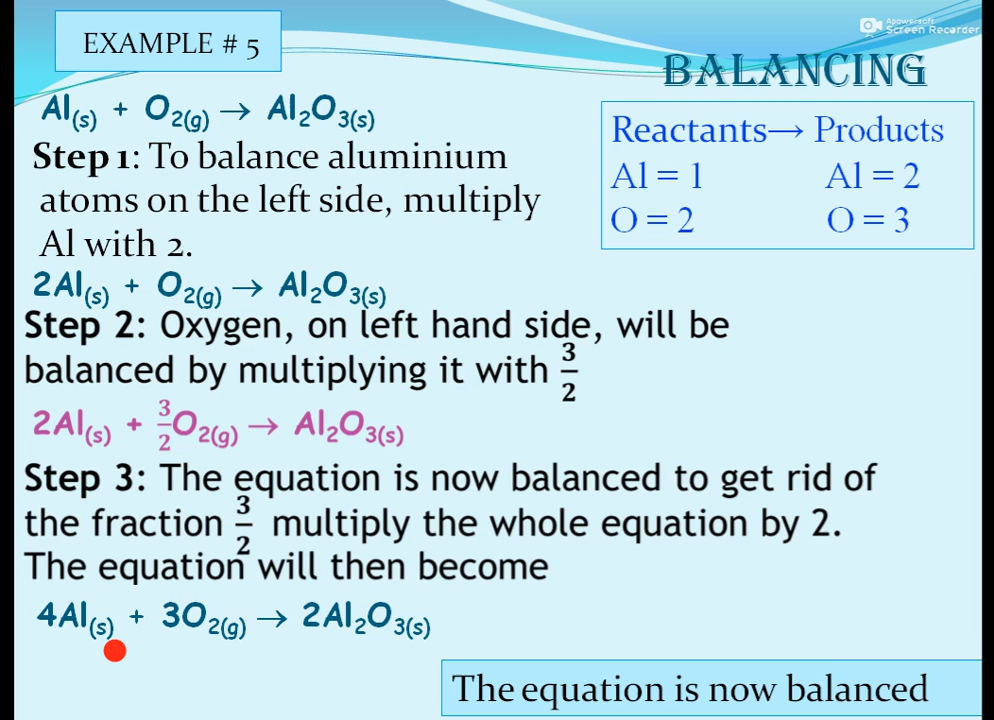 EXAMPLE # 5
Apowersoft
Screen Recorder
BALANCING
Al(s) + O₂(g) → Al₂O₃(s)
Reactants→ Products
Al = 1 Al = 2
O = 2 O = 3
Step 1: To balance aluminium
atoms on the left side, multiply
Al with 2.
2Al(s) + O₂(g) → Al₂O₃(s)
Step 2: Oxygen, on left hand side, will be
balanced by multiplying it with 3/2
2Al(s) + 3/2O₂(g) → Al₂O₃(s)
Step 3: The equation is now balanced to get rid of
the fraction 3/2 multiply the whole equation by 2.
The equation will then become
4Al(s) + 3O₂(g) → 2Al₂O₃(s)
The equation is now balanced